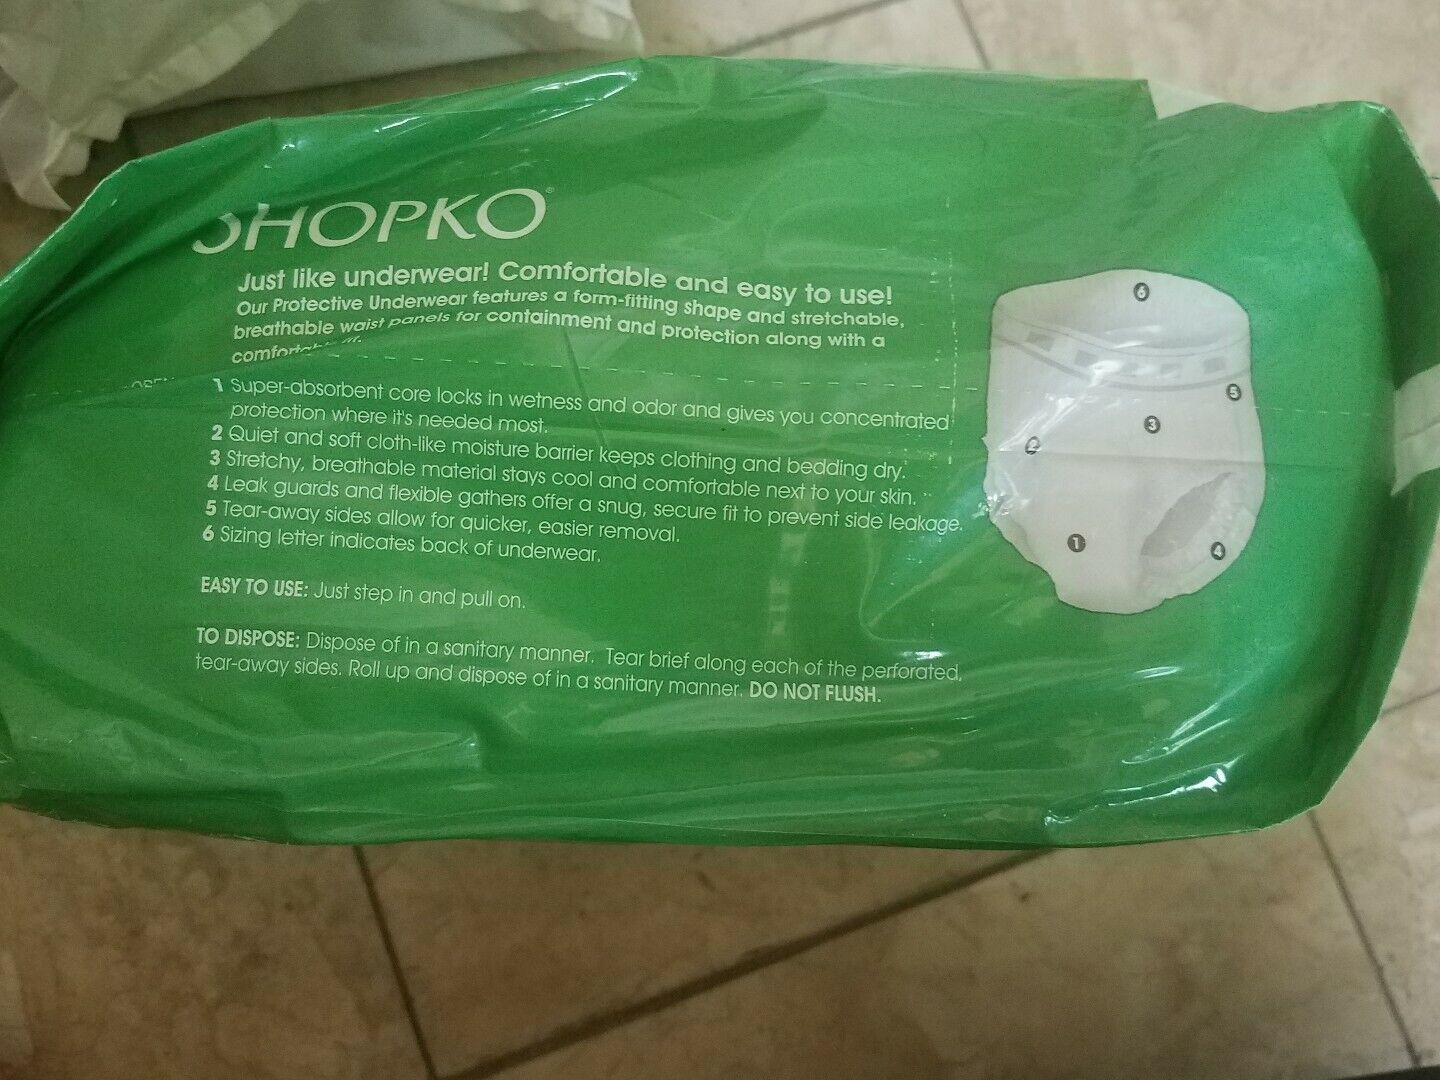 SHOPKO®
Just like underwear! Comfortable and easy to use!
Our Protective Underwear features a form-fitting shape and stretchable,
breathable waist panels for containment and protection along with a
1 Super-absorbent core locks in wetness and odor and gives you concentrated
protection where it's needed most.
2 Quiet and soft cloth-like moisture barrier keeps clothing and bedding dry.
3 Stretchy, breathable material stays cool and comfortable next to your skin.
4 Leak guards and flexible gathers offer a snug, secure fit to prevent side leakage.
5 Tear-away sides allow for quicker, easier removal.
6 Sizing letter indicates back of underwear.
EASY TO USE: Just step in and pull on.
TO DISPOSE: Dispose of in a sanitary manner. Tear brief along each of the perforated,
tear-away sides. Roll up and dispose of in a sanitary manner. DO NOT FLUSH.
6
5
3
2
1
4